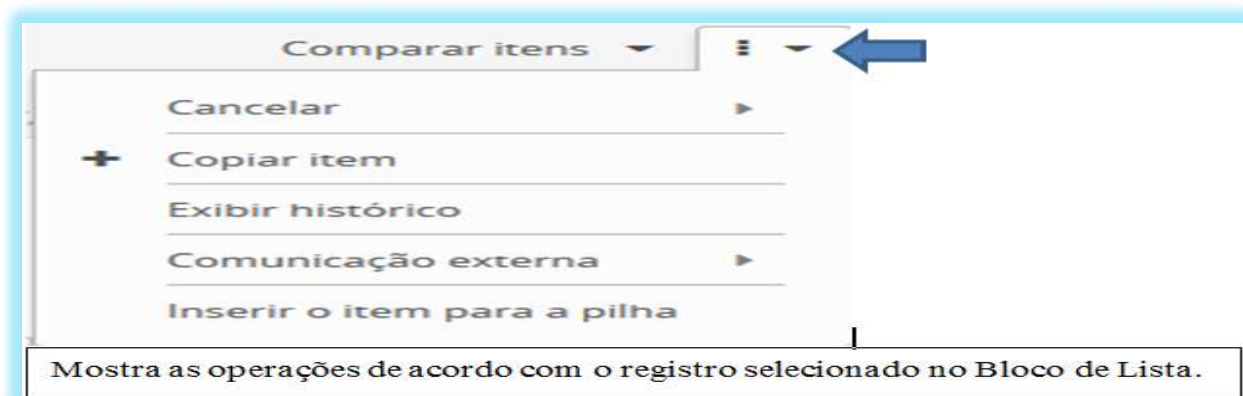 Comparar itens
Cancelar
Copiar item
Exibir histórico
Comunicação externa
Inserir o item para a pilha
Mostra as operações de acordo com o registro selecionado no Bloco de Lista.